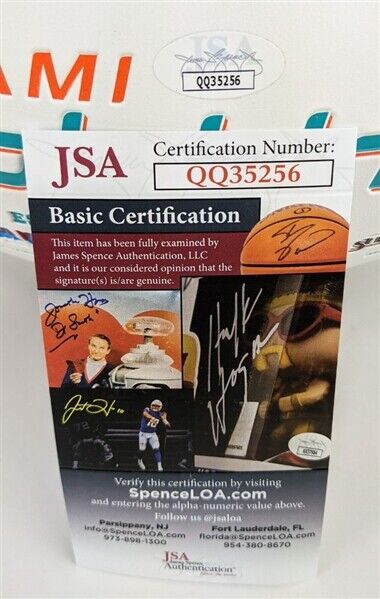 JSA
QQ35256
AMI
JSA
Certification Number:
QQ35256
Basic Certification
This item has been fully examined by
James Spence Authentication, LLC
and it is our considered opinion that the
signature(s) is/are genuine.
Hulk
Hogan
Verify this certification by visiting
SpenceLOA.com
and entering the alpha-numeric value above.
Follow us @jsaloa
Parsippany, NJ
info@SpenceLOA.com
973-898-1300
Fort Lauderdale, FL
florida@SpenceLOA.com
954-380-8670
JSA
James Spence
Authentication